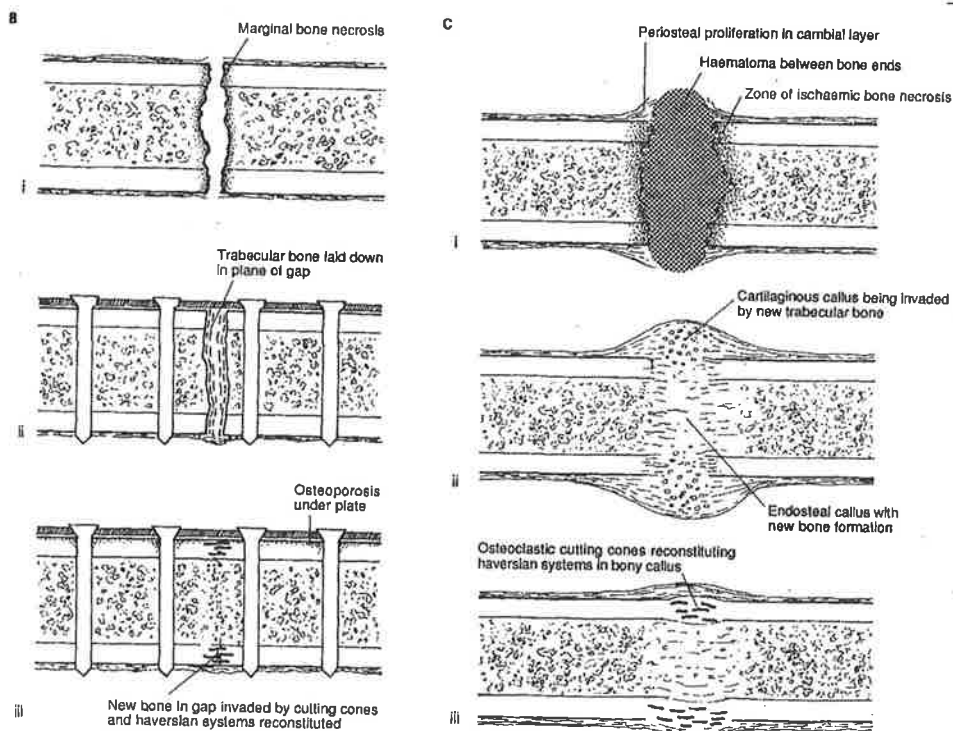 a
Marginal bone necrosis
i
Trabecular bone laid down
in plane of gap
ii
Osteoporosis
under plate
iii
New bone in gap invaded by cutting cones
and haversian systems reconstituted
c
Periosteal proliferation in cambial layer
Haematoma between bone ends
Zone of ischaemic bone necrosis
i
Cartilaginous callus being invaded
by new trabecular bone
ii
Endosteal callus with
new bone formation
Osteoclastic cutting cones reconstituting
haversian systems in bony callus
iii